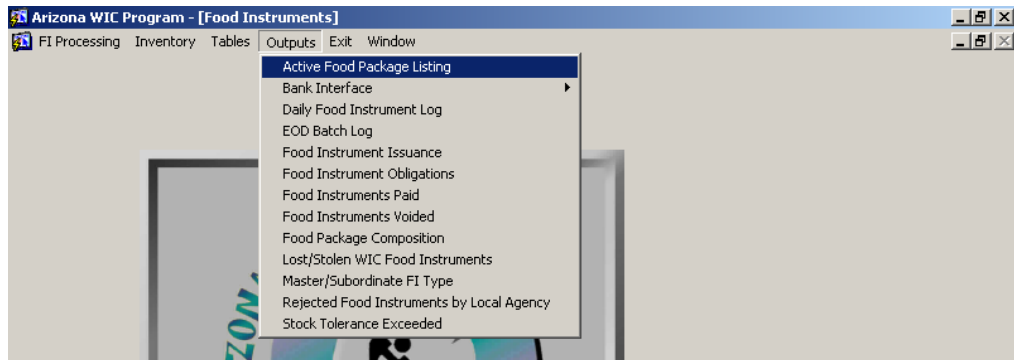 Arizona WIC Program - [Food Instruments]
FI Processing Inventory Tables Outputs Exit Window
Active Food Package Listing
Bank Interface
Daily Food Instrument Log
EOD Batch Log
Food Instrument Issuance
Food Instrument Obligations
Food Instruments Paid
Food Instruments Voided
Food Package Composition
Lost/Stolen WIC Food Instruments
Master/Subordinate FI Type
Rejected Food Instruments by Local Agency
Stock Tolerance Exceeded